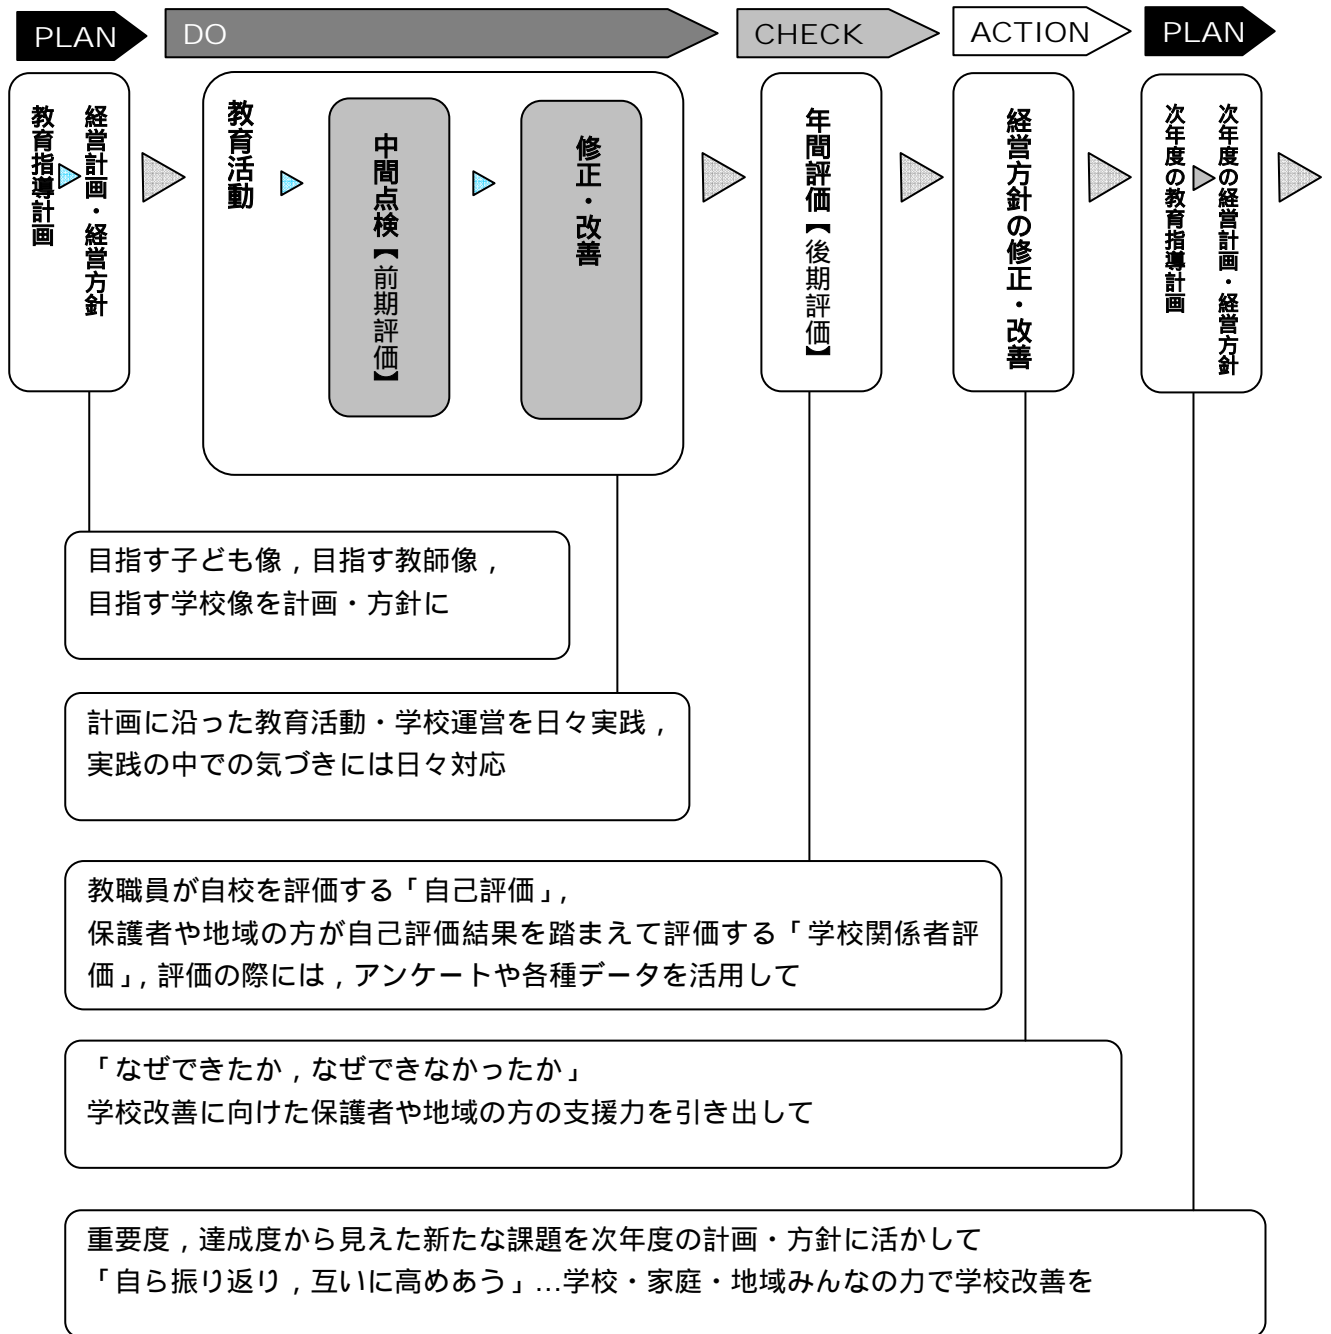 PLAN
DO
CHECK
ACTION
PLAN
経営計画・経営方針
教育指導計画
教育活動
中間点検【前期評価】
修正・改善
年間評価【後期評価】
経営方針の修正・改善
次年度の経営計画・経営方針
次年度の教育指導計画
目指す子ども像，目指す教師像，
目指す学校像を計画・方針に
計画に沿った教育活動・学校運営を日々実践，
実践の中での気づきには日々対応
教職員が自校を評価する「自己評価」，
保護者や地域の方が自己評価結果を踏まえて評価する「学校関係者評
価」，評価の際には，アンケートや各種データを活用して
「なぜできたか，なぜできなかったか」
学校改善に向けた保護者や地域の方の支援力を引き出して
重要度，達成度から見えた新たな課題を次年度の計画・方針に活かして
「自ら振り返り，互いに高めあう」…学校・家庭・地域みんなの力で学校改善を